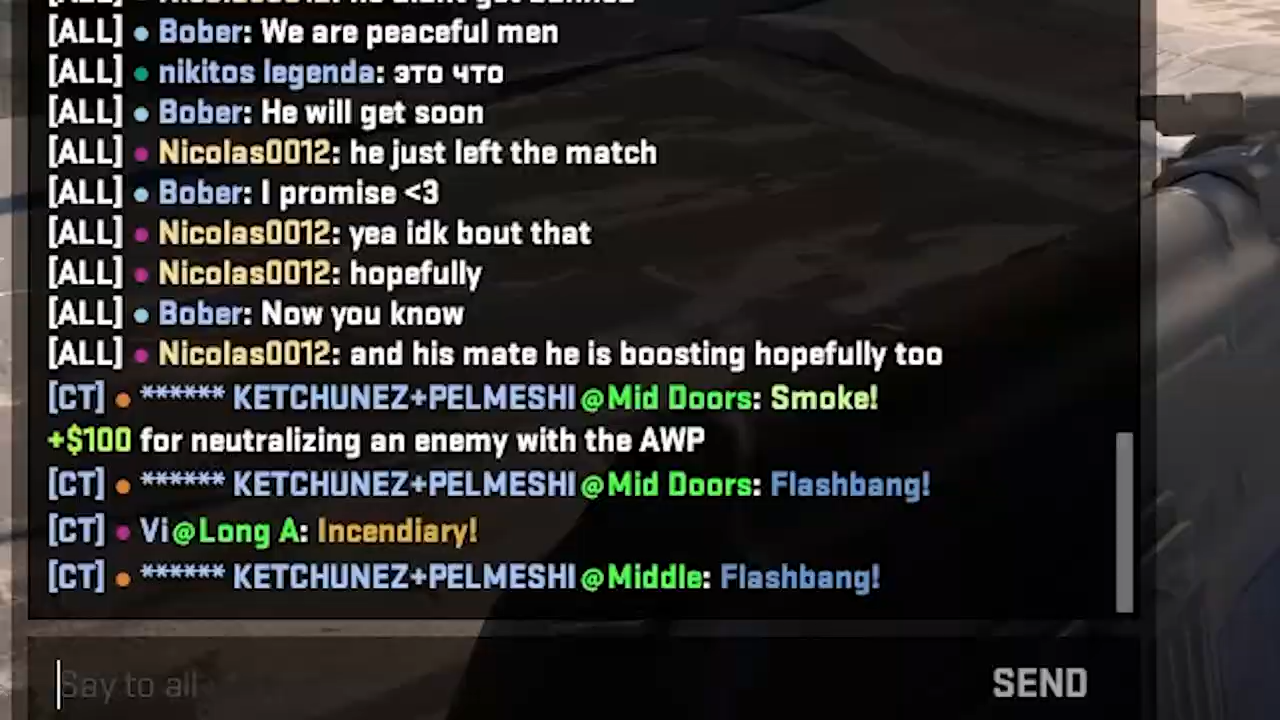 [ALL] • Bober: We are peaceful men
[ALL] • nikitos legenda: это что
[ALL] • Bober: He will get soon
[ALL] • Nicolas0012: he just left the match
[ALL] • Bober: I promise <3
[ALL] • Nicolas0012: yea idk bout that
[ALL] • Nicolas0012: hopefully
[ALL] • Bober: Now you know
[ALL] • Nicolas0012: and his mate he is boosting hopefully too
[CT] • ****** KETCHUNEZ+PELMESHI@Mid Doors: Smoke!
+$100 for neutralizing an enemy with the AWP
[CT] • ****** KETCHUNEZ+PELMESHI@Mid Doors: Flashbang!
[CT] • Vi@Long A: Incendiary!
[CT] • ****** KETCHUNEZ+PELMESHI@Middle: Flashbang!
Say to all
SEND